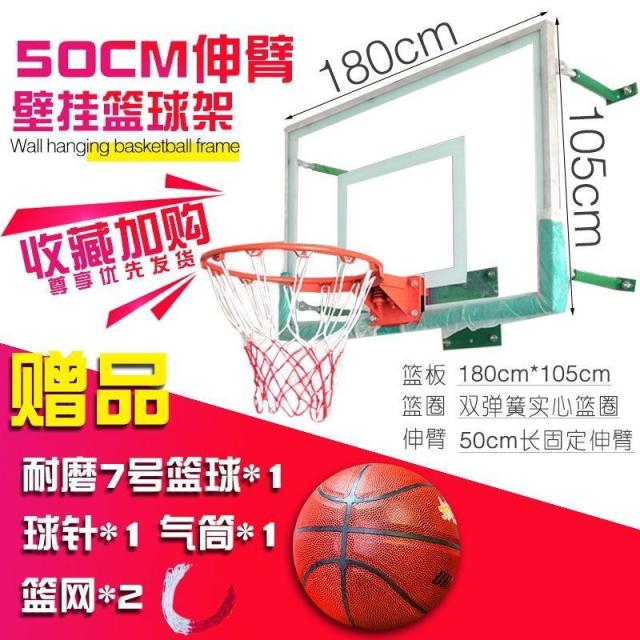 50CM伸臂
壁挂篮球架
Wall hanging basketball frame
收藏加购
尊享优先发货
180cm
105cm
篮板 180cm*105cm
篮圈 双弹簧实心篮圈
伸臂 50cm长固定伸臂
赠品
耐磨7号篮球*1
球针*1 气筒*1
篮网*2